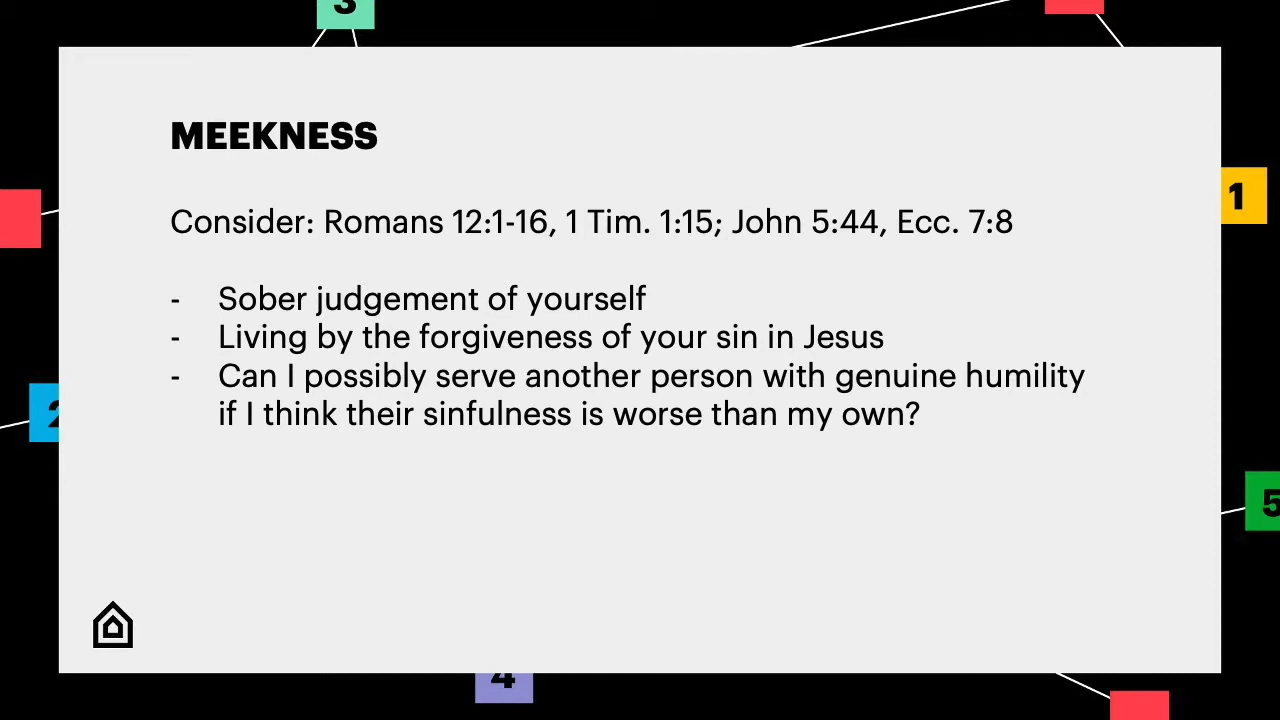 3
MEEKNESS
1
Consider: Romans 12:1-16, 1 Tim. 1:15; John 5:44, Ecc. 7:8
- Sober judgement of yourself
- Living by the forgiveness of your sin in Jesus
- Can I possibly serve another person with genuine humility
if I think their sinfulness is worse than my own?
2
5
4